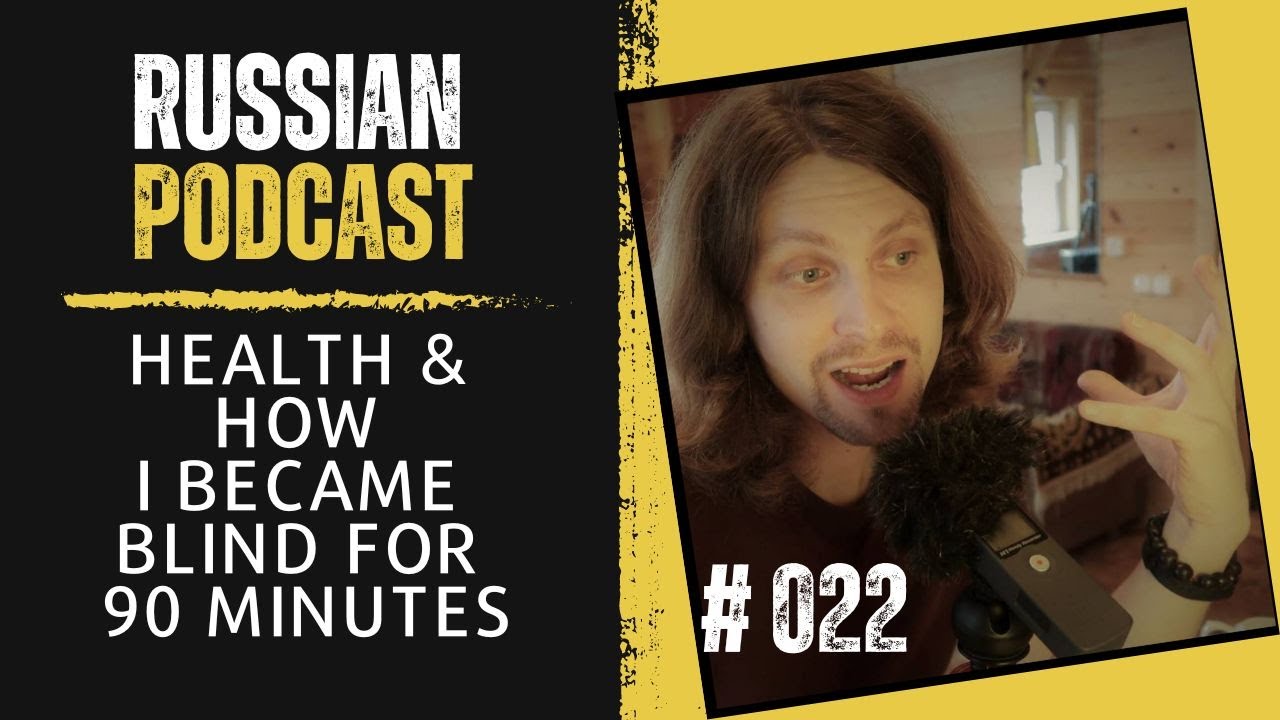 RUSSIAN
PODCAST
HEALTH &
HOW
I BECAME
BLIND FOR
90 MINUTES
# 022